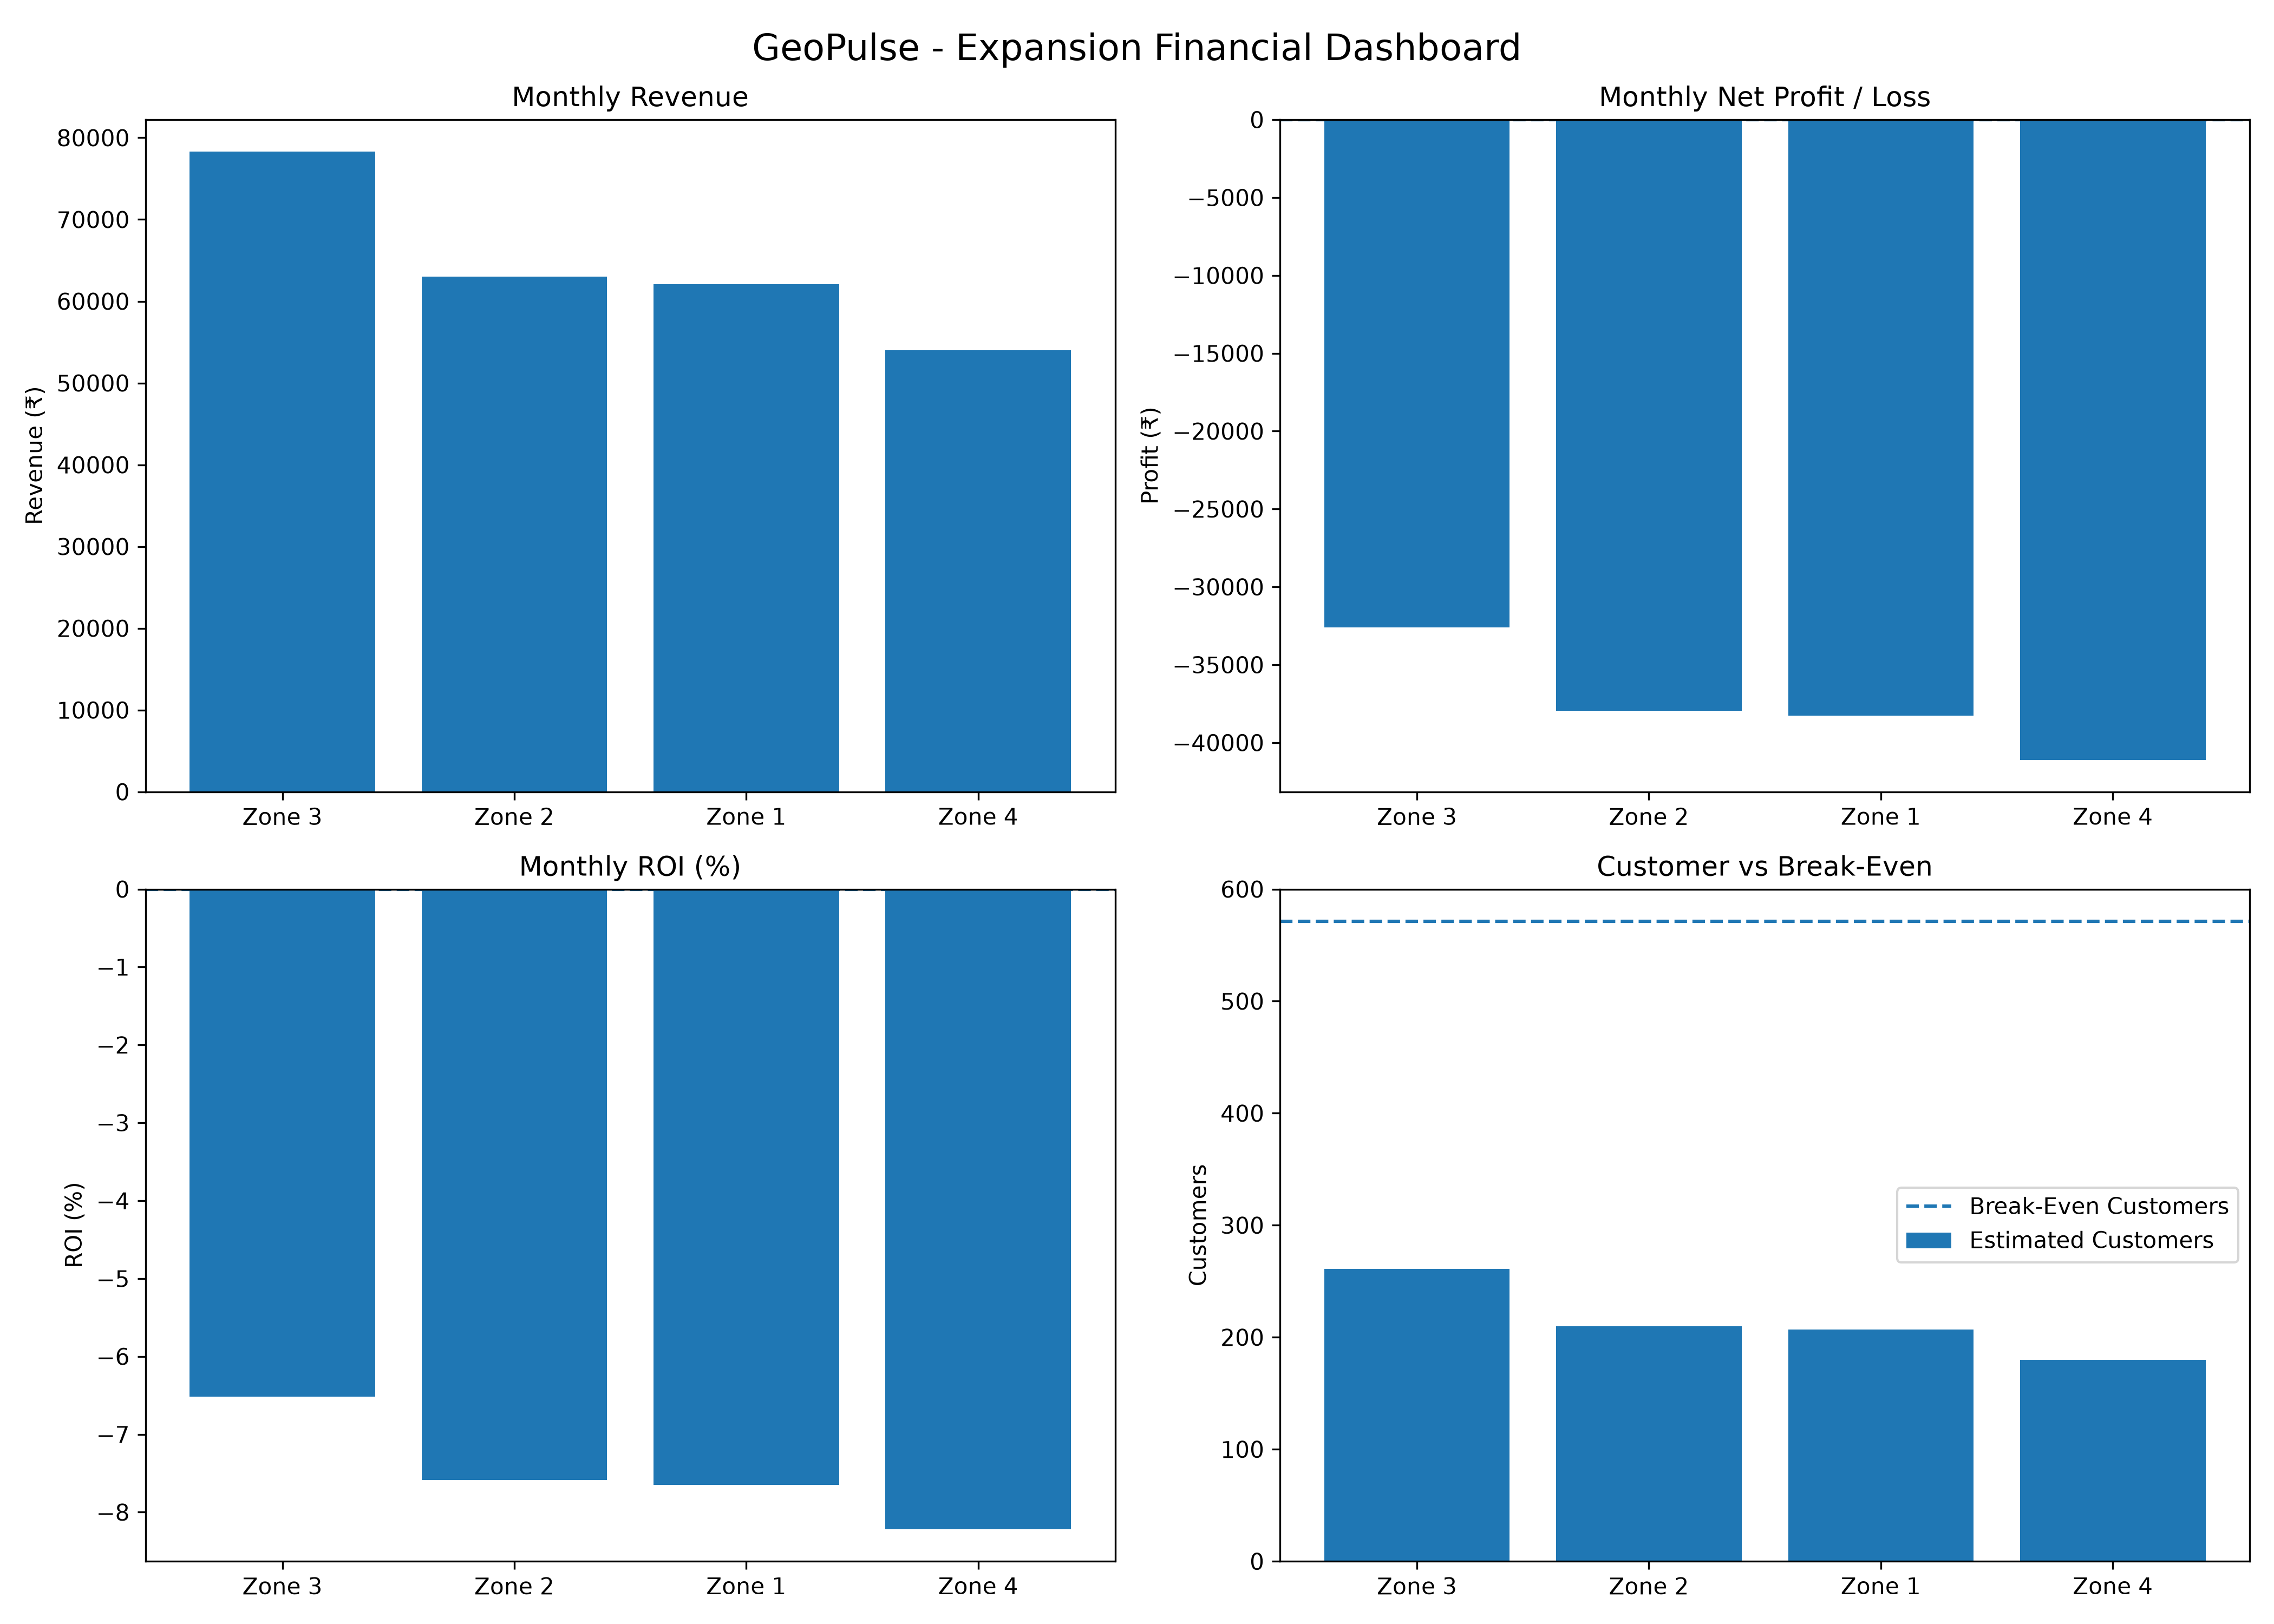 GeoPulse - Expansion Financial Dashboard
Monthly Revenue
80000
70000
60000
50000
40000
30000
20000
10000
0
Revenue (₹)
Zone 3 Zone 2 Zone 1 Zone 4
Monthly Net Profit / Loss
0
−5000
−10000
−15000
−20000
−25000
−30000
−35000
−40000
Profit (₹)
Zone 3 Zone 2 Zone 1 Zone 4
Monthly ROI (%)
0
−1
−2
−3
−4
−5
−6
−7
−8
ROI (%)
Zone 3 Zone 2 Zone 1 Zone 4
Customer vs Break-Even
600
500
400
300
200
100
0
Customers
Break-Even Customers
Estimated Customers
Zone 3 Zone 2 Zone 1 Zone 4